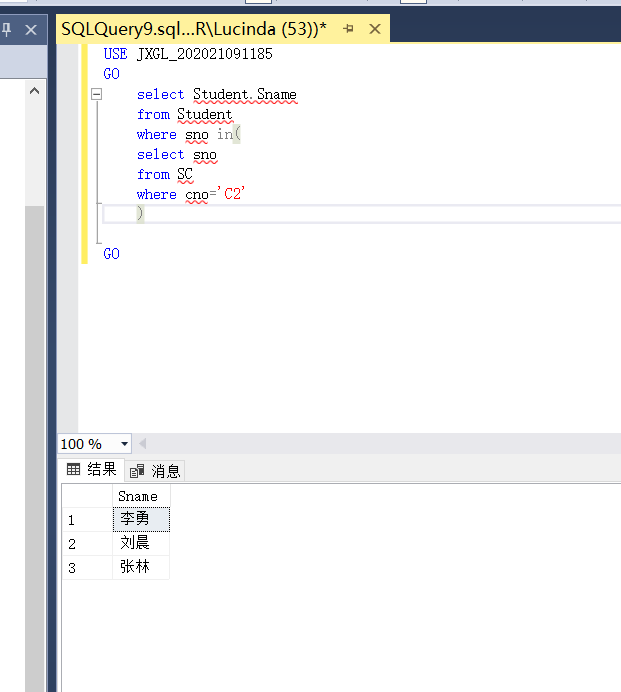 SQLQuery9.sql...R\Lucinda (53))*
USE JXGL_202021091185
GO
select Student.Sname
from Student
where sno in(
select sno
from SC
where cno='C2'
)
GO
100 %
结果 消息
Sname
1 李勇
2 刘晨
3 张林